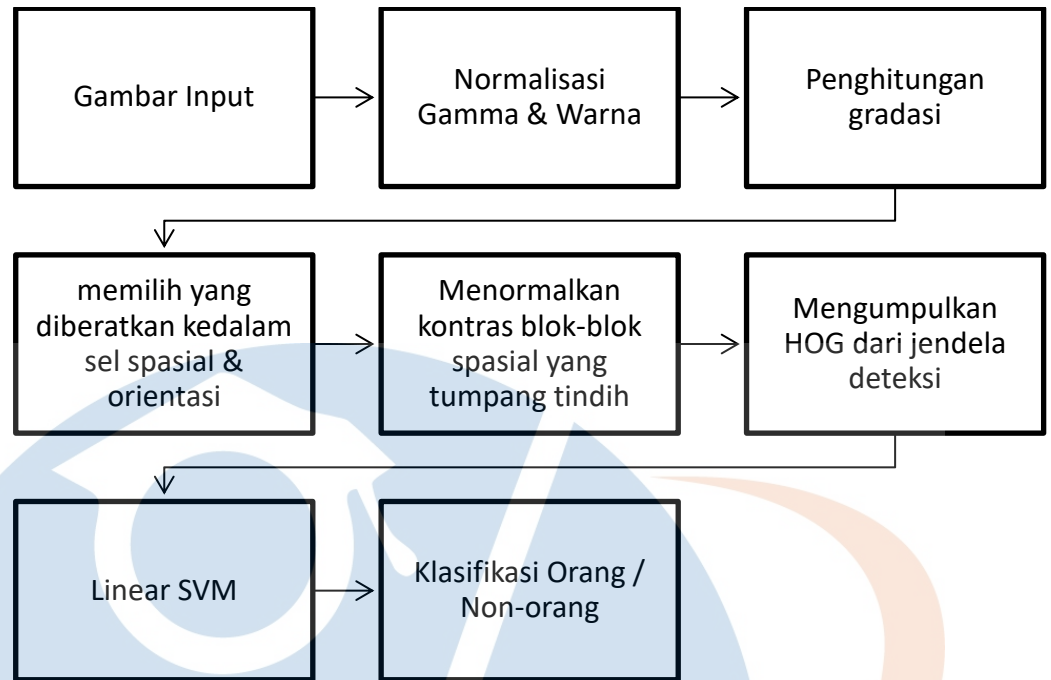 Gambar Input
Normalisasi
Gamma & Warna
Penghitungan
gradasi
memilih yang
diberatkan kedalam
sel spasial &
orientasi
Menormalkan
kontras blok-blok
spasial yang
tumpang tindih
Mengumpulkan
HOG dari jendela
deteksi
Linear SVM
Klasifikasi Orang /
Non-orang